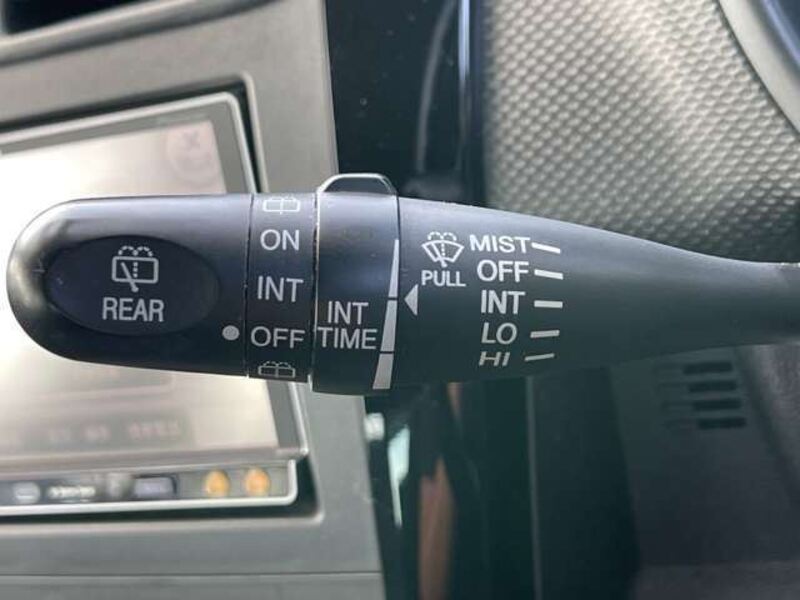 REAR
ON
INT
OFF
INT
TIME
PULL
MIST
OFF
INT
LO
HI